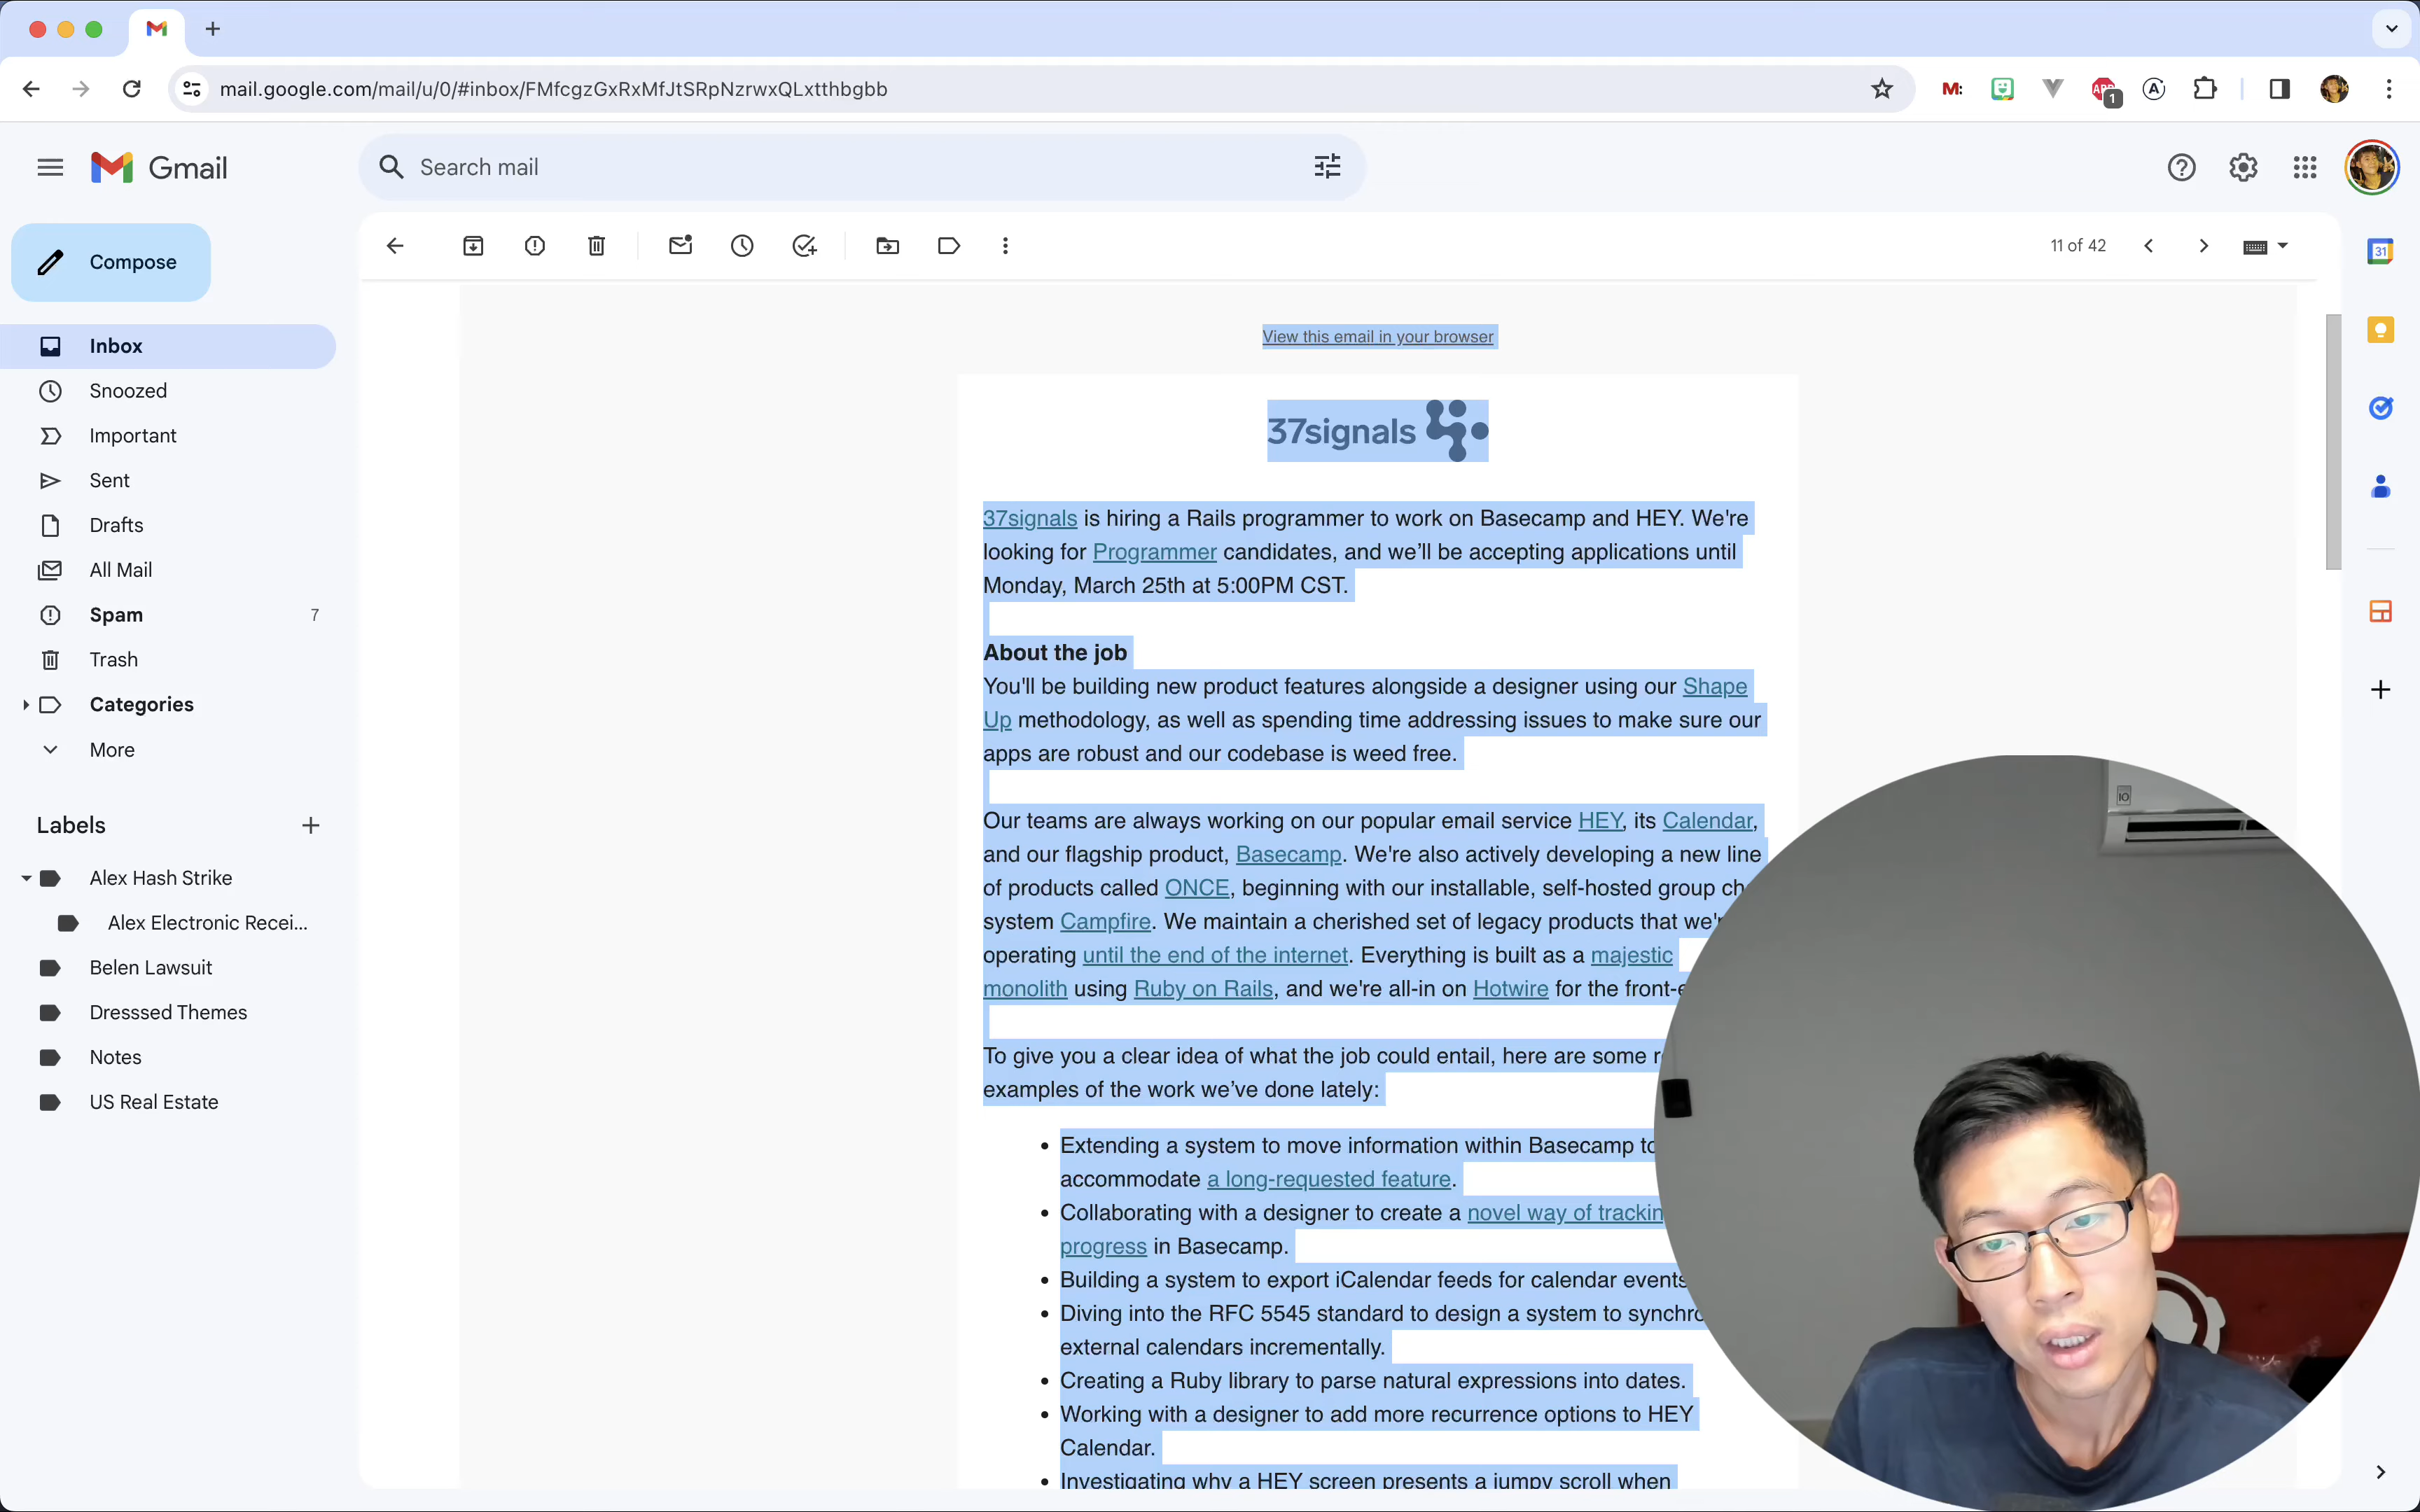 mail.google.com/mail/u/0/#inbox/FMfcgzGxRxMfJtSRpNzrwxQLxtthbgbb
M:
1
Gmail
Search mail
Compose
11 of 42
31
Inbox
Snoozed
Important
Sent
Drafts
All Mail
Spam 7
Trash
Categories
More
Labels
Alex Hash Strike
Alex Electronic Recei...
Belen Lawsuit
Dresssed Themes
Notes
US Real Estate
View this email in your browser
37signals
37signals is hiring a Rails programmer to work on Basecamp and HEY. We're
looking for Programmer candidates, and we’ll be accepting applications until
Monday, March 25th at 5:00PM CST.
About the job
You'll be building new product features alongside a designer using our Shape
Up methodology, as well as spending time addressing issues to make sure our
apps are robust and our codebase is weed free.
Our teams are always working on our popular email service HEY, its Calendar,
and our flagship product, Basecamp. We're also actively developing a new line
of products called ONCE, beginning with our installable, self-hosted group
system Campfire. We maintain a cherished set of legacy products that
operating until the end of the internet. Everything is built as a majestic
monolith using Ruby on Rails, and we're all-in on Hotwire for the
To give you a clear idea of what the job could entail, here are some
examples of the work we’ve done lately:
Extending a system to move information within Basecamp to
accommodate a long-requested feature.
Collaborating with a designer to create a novel way of
progress in Basecamp.
Building a system to export iCalendar feeds for calendar events
Diving into the RFC 5545 standard to design a system to
external calendars incrementally.
Creating a Ruby library to parse natural expressions into dates.
Working with a designer to add more recurrence options to HEY
Calendar.
Investigating why a HEY screen presents a jumpy scroll when